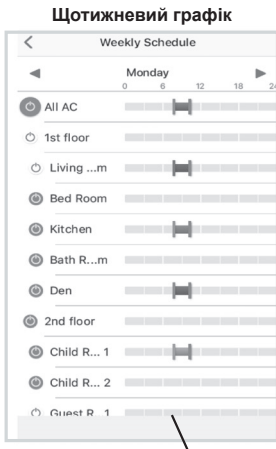 Щотижневий графік
Weekly Schedule
Monday
0 6 12 18 24
All AC
1st floor
Living ...m
Bed Room
Kitchen
Bath R...m
Den
2nd floor
Child R... 1
Child R... 2
Guest R...1